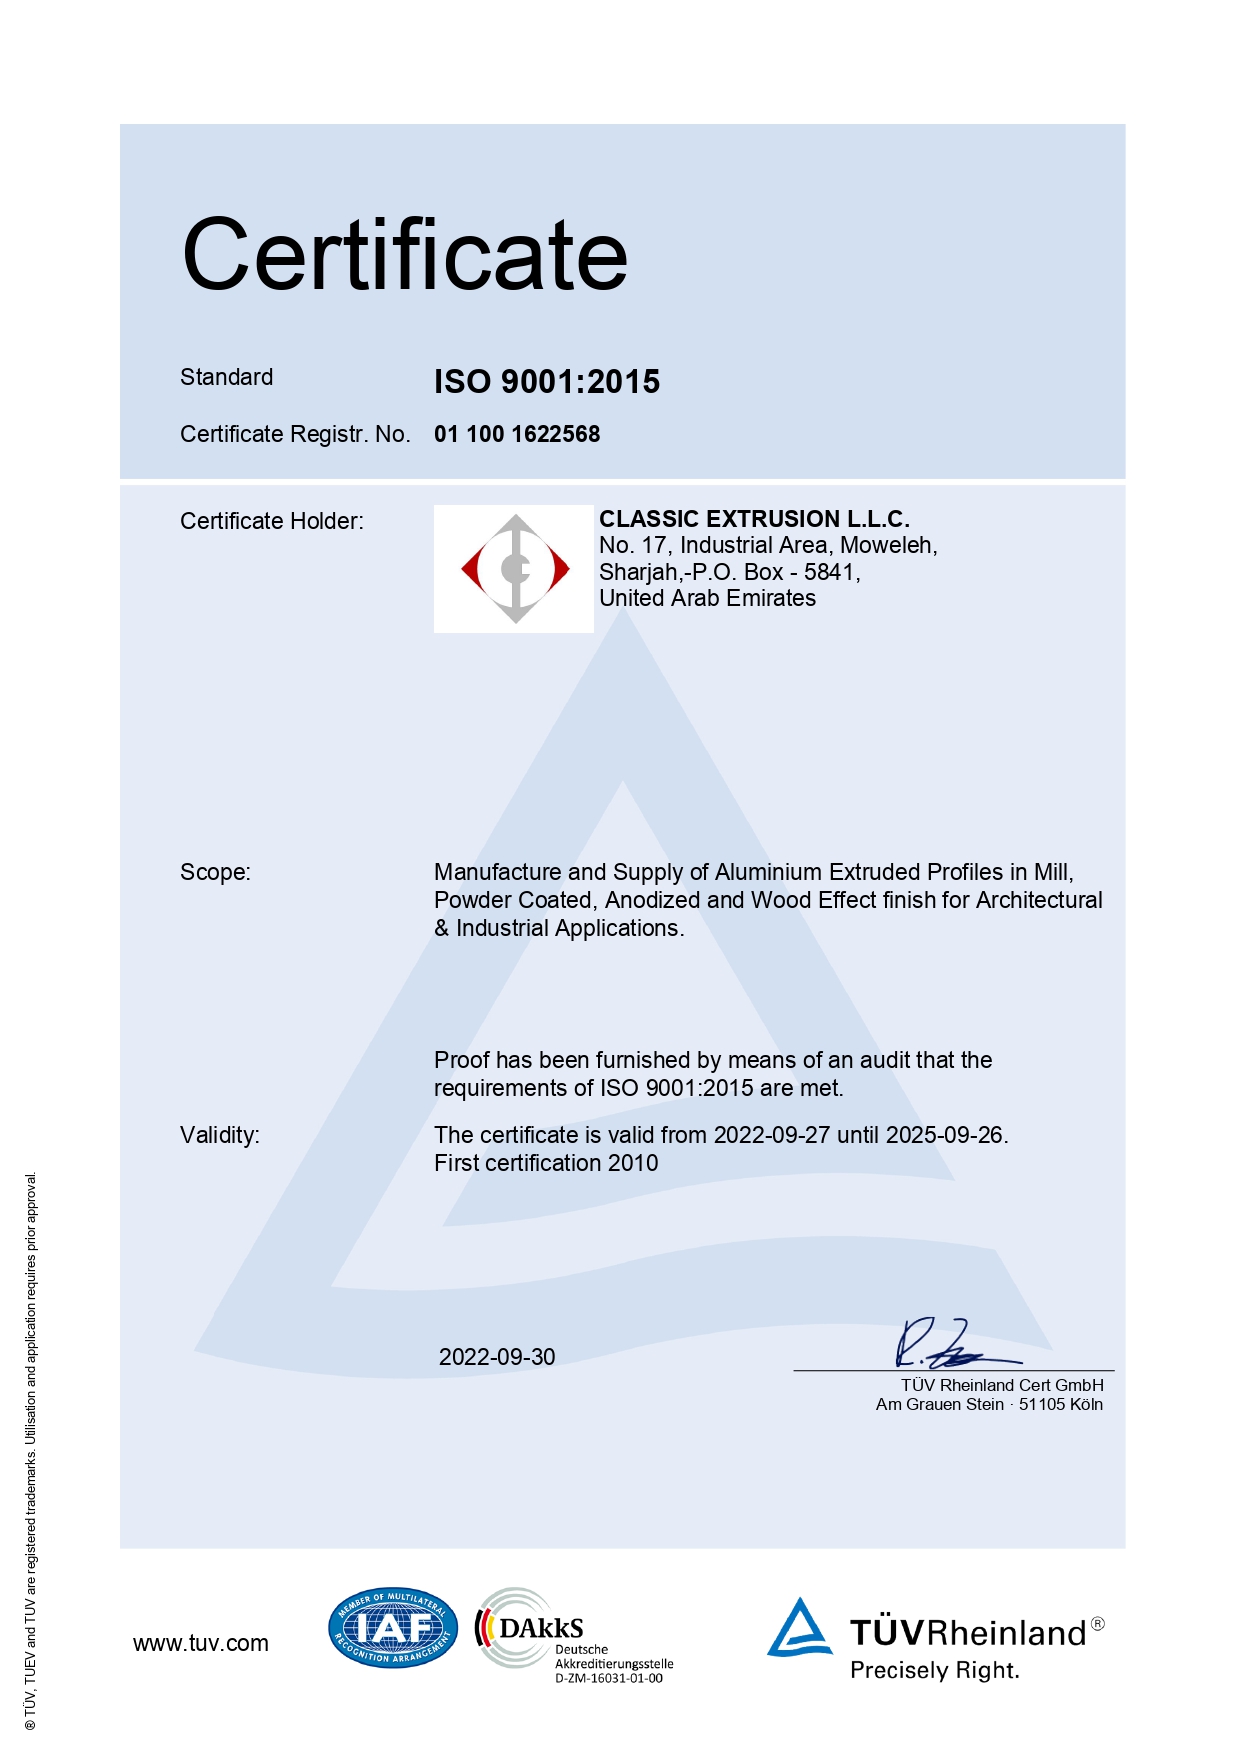 Certificate
Standard
ISO 9001:2015
Certificate Registr. No.
01 100 1622568
Certificate Holder:
CLASSIC EXTRUSION L.L.C.
No. 17, Industrial Area, Moweleh,
Sharjah,-P.O. Box - 5841,
United Arab Emirates
Scope:
Manufacture and Supply of Aluminium Extruded Profiles in Mill,
Powder Coated, Anodized and Wood Effect finish for Architectural
& Industrial Applications.
Proof has been furnished by means of an audit that the
requirements of ISO 9001:2015 are met.
Validity:
The certificate is valid from 2022-09-27 until 2025-09-26.
First certification 2010
2022-09-30
TÜV Rheinland Cert GmbH
Am Grauen Stein · 51105 Köln
® TÜV, TUEV and TUV are registered trademarks. Utilisation and application requires prior approval.
www.tuv.com
MEMBER OF MULTILATERAL
IAF
RECOGNITION ARRANGEMENT
DAkkS
Deutsche
Akkreditierungsstelle
D-ZM-16031-01-00
TÜVRheinland®
Precisely Right.